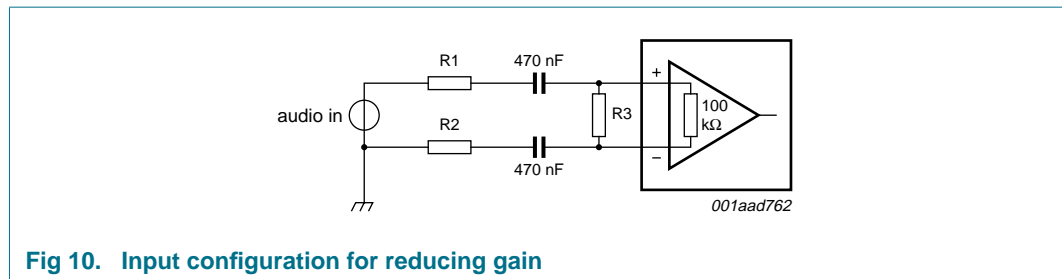 R1
470 nF
audio in
R2
470 nF
R3
+
−
100
kΩ
001aad762
Fig 10. Input configuration for reducing gain